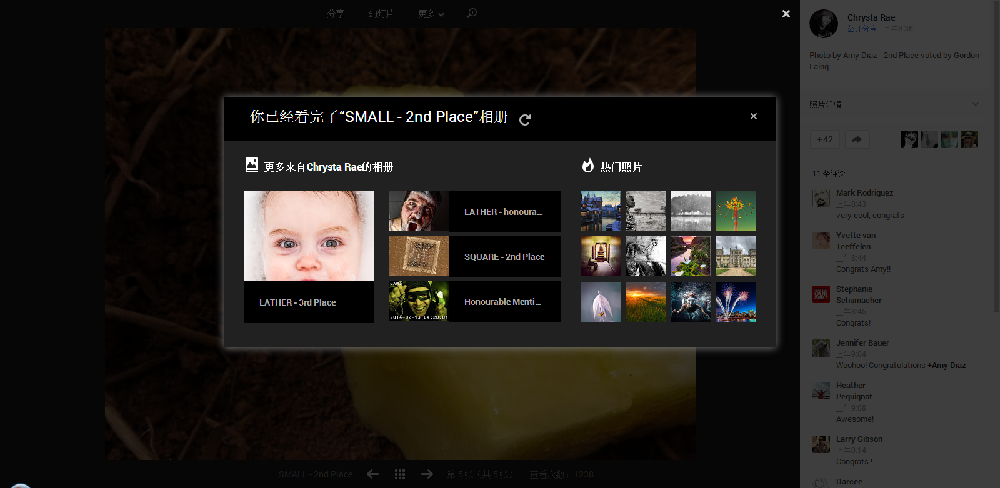 分享 幻灯片 更多
Chrysta Rae
公开分享 - 上午8:36
Photo by Amy Diaz - 2nd Place voted by Gordon
Laing
照片详情
+42
11 条评论
Mark Rodriguez
上午8:43
very cool, congrats
Yvette van
Teeffelen
上午8:44
Congrats Amy!!
OUR
GIRLS
Stephanie
Schumacher
上午8:46
Congrats!
Jennifer Bauer
上午9:04
Woohoo! Congratulations +Amy Diaz
Heather
Pequignot
上午9:08
Awesome!
Larry Gibson
上午9:14
Congrats !
Darcee
你已经看完了“SMALL - 2nd Place”相册
更多来自Chrysta Rae的相册
热门照片
LATHER - 3rd Place
LATHER - honoura...
SQUARE - 2nd Place
CAM3
2014-02-13 04:20:01
Honourable Menti...
SMALL - 2nd Place 第 5 张（共 5 张） 查看次数：1238